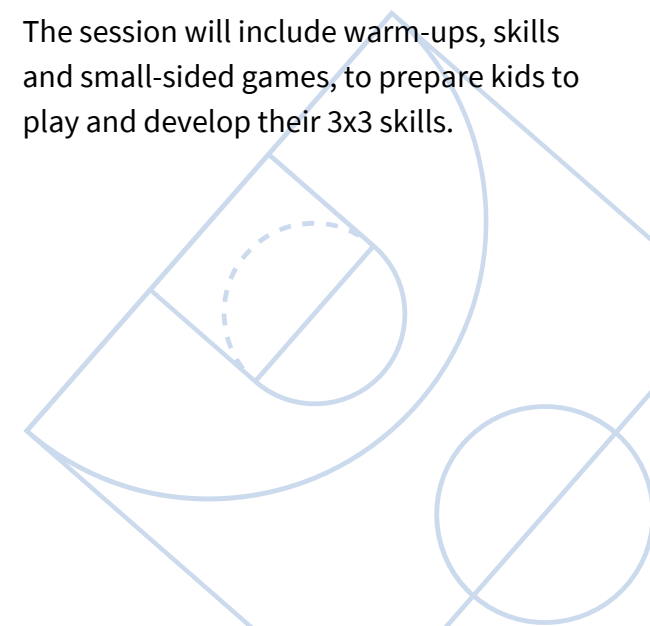 The session will include warm-ups, skills
and small-sided games, to prepare kids to
play and develop their 3x3 skills.